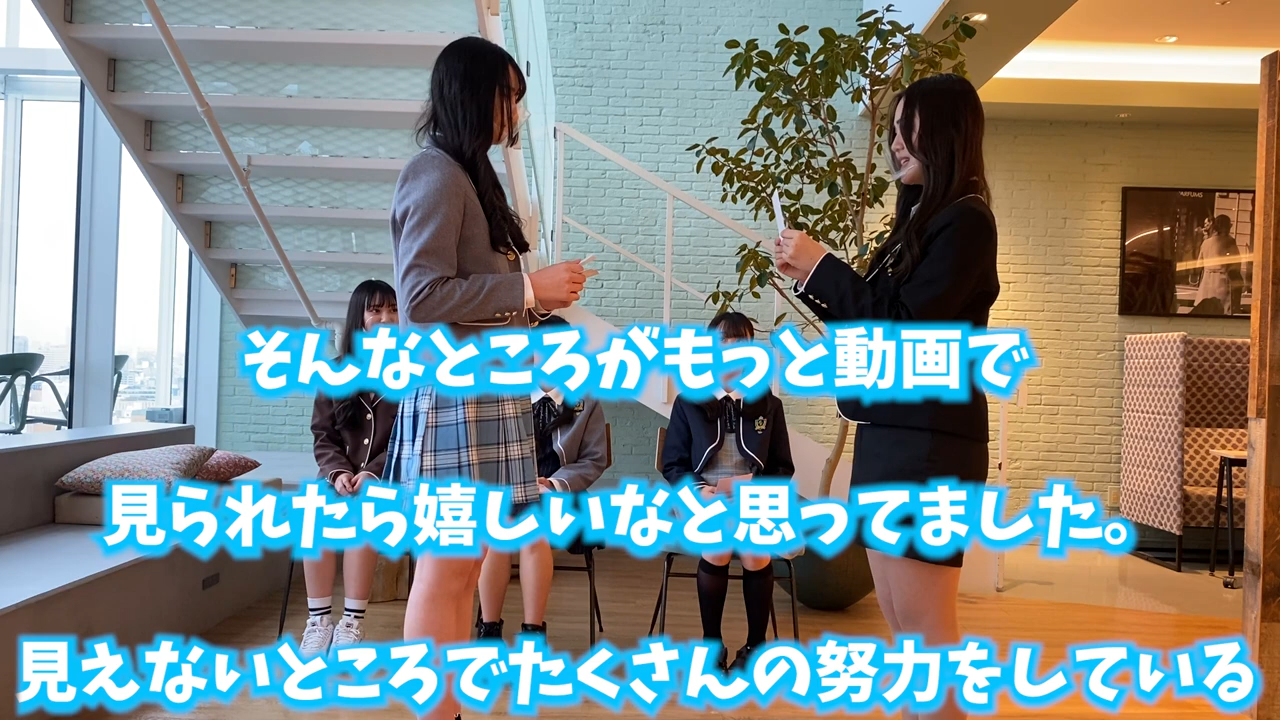 ARFUMS
そんなところがもっと動画で
見られたら嬉しいなと思ってました。
見えないところでたくさんの努力をしている